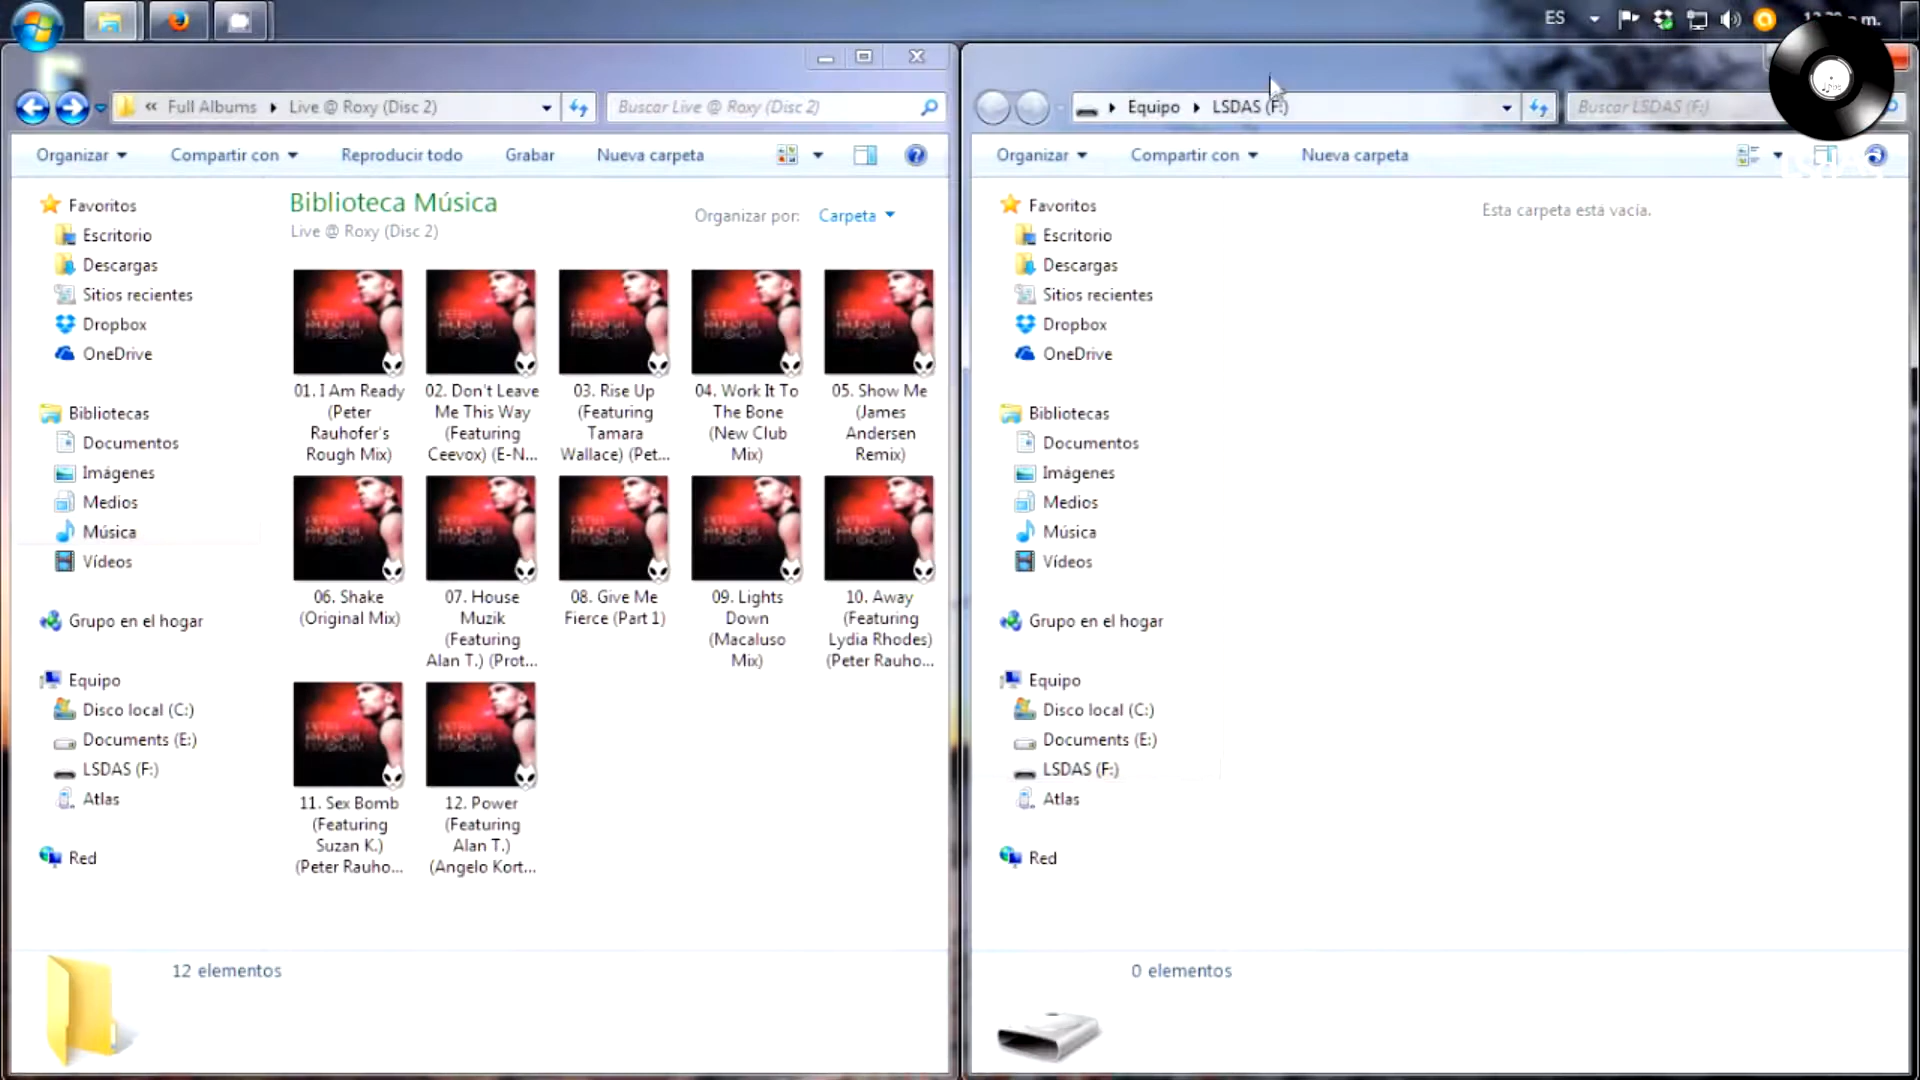 ES
Full Albums
Live @ Roxy (Disc 2)
Buscar Live @ Roxy (Disc 2)
Organizar
Compartir con
Reproducir todo
Grabar
Nueva carpeta
Favoritos
Escritorio
Descargas
Sitios recientes
Dropbox
OneDrive
Bibliotecas
Documentos
Imágenes
Medios
Música
Vídeos
Grupo en el hogar
Equipo
Disco local (C:)
Documents (E:)
LSDAS (F:)
Atlas
Red
Biblioteca Música
Live @ Roxy (Disc 2)
Organizar por: Carpeta
01. I Am Ready
(Peter
Rauhofer's
Rough Mix)
02. Don't Leave
Me This Way
(Featuring
Ceevox) (E-N...
03. Rise Up
(Featuring
Tamara
Wallace) (Pet...
04. Work It To
The Bone
(New Club
Mix)
05. Show Me
(James
Andersen
Remix)
06. Shake
(Original Mix)
07. House
Muzik
(Featuring
Alan T.) (Prot...
08. Give Me
Fierce (Part 1)
09. Lights
Down
(Macaluso
Mix)
10. Away
(Featuring
Lydia Rhodes)
(Peter Rauho...
11. Sex Bomb
(Featuring
Suzan K.)
(Peter Rauho...
12. Power
(Featuring
Alan T.)
(Angelo Kort...
12 elementos
Equipo
LSDAS (F:)
Buscar LSDAS (F:)
Organizar
Compartir con
Nueva carpeta
Favoritos
Escritorio
Descargas
Sitios recientes
Dropbox
OneDrive
Bibliotecas
Documentos
Imágenes
Medios
Música
Vídeos
Grupo en el hogar
Equipo
Disco local (C:)
Documents (E:)
LSDAS (F:)
Atlas
Red
Esta carpeta está vacía.
0 elementos